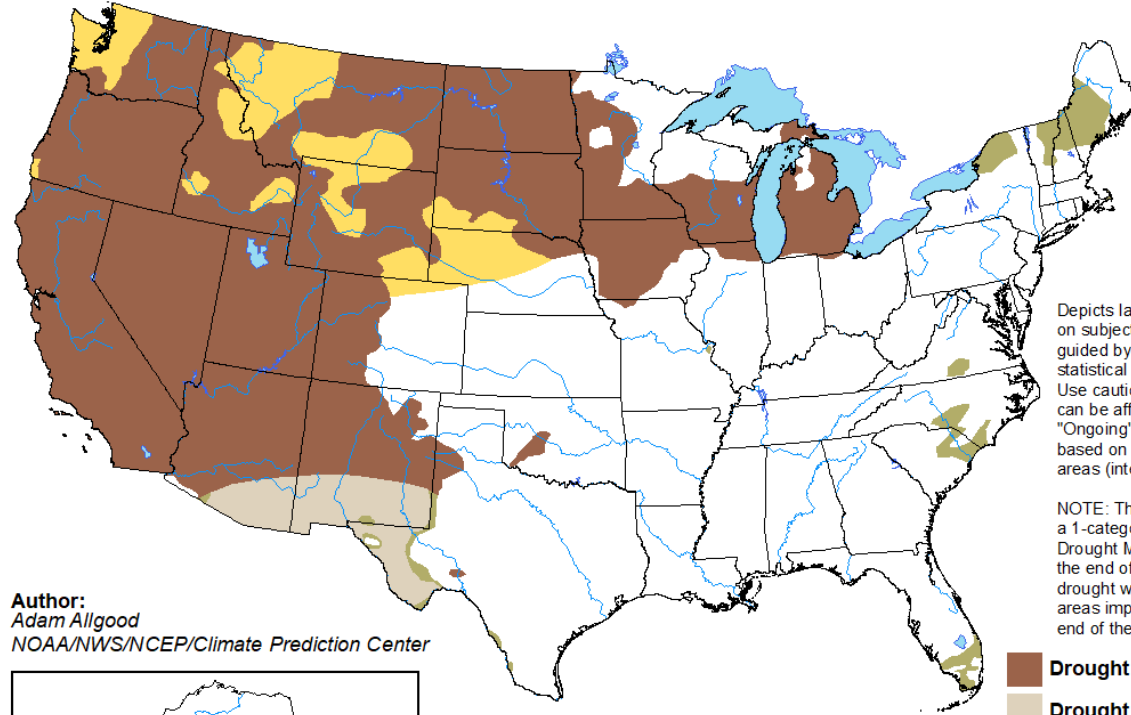 Depicts la
on subject
guided by
statistical
Use cautio
can be aff
"Ongoing"
based on
areas (inte
NOTE: Th
a 1-catego
Drought M
the end of
drought w
areas imp
end of the
Author:
Adam Allgood
NOAA/NWS/NCEP/Climate Prediction Center
Drought
Drought